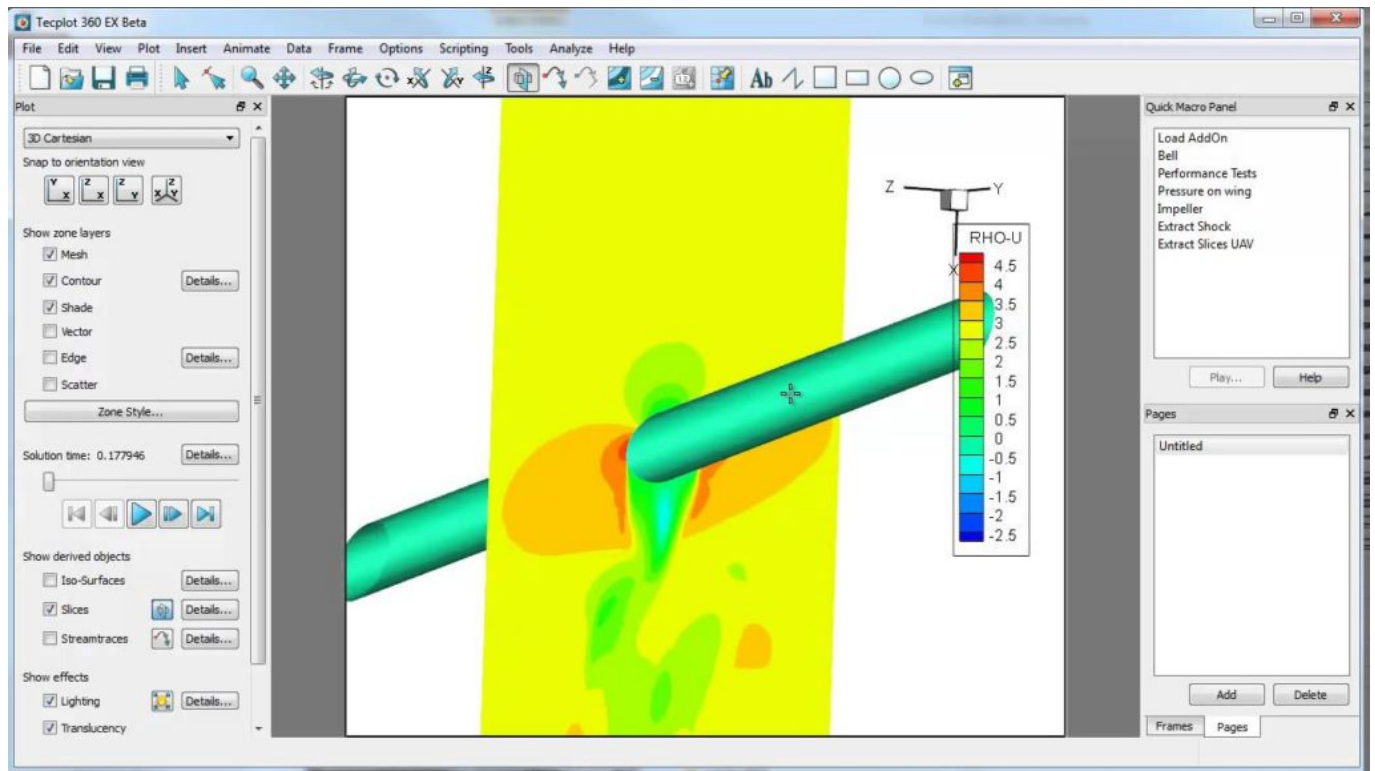 Tecplot 360 EX Beta
File Edit View Plot Insert Animate Data Frame Options Scripting Tools Analyze Help
Ab
Plot
3D Cartesian
Snap to orientation view
Y X Z X Z Y X Z Y
Show zone layers
Mesh
Contour Details...
Shade
Vector
Edge Details...
Scatter
Zone Style...
Solution time: 0.177946 Details...
Show derived objects
Iso-Surfaces Details...
Slices Details...
Streamtraces Details...
Show effects
Lighting Details...
Translucency
Z Y
X
RHO-U
4.5
4
3.5
3
2.5
2
1.5
1
0.5
0
-0.5
-1
-1.5
-2
-2.5
Quick Macro Panel
Load AddOn
Bell
Performance Tests
Pressure on wing
Impeller
Extract Shock
Extract Slices UAV
Play... Help
Pages
Untitled
Add Delete
Frames Pages